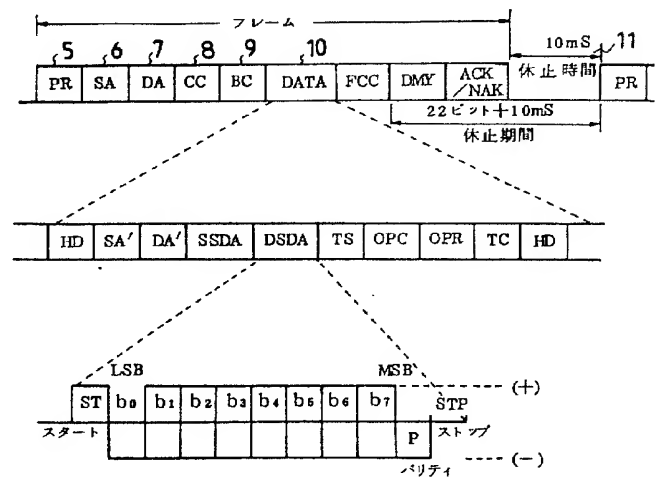 フレーム
5 6 7 8 9 10 10mS 11
PR SA DA CC BC DATA FCC DMY ACK/NAK 休止時間 PR
22ビット+10mS
休止期間
HD SA' DA' SSDA DSDA TS OPC OPR TC HD
LSB MSB
ST b0 b1 b2 b3 b4 b5 b6 b7 (+)
STP
スタート P ストップ
パリティ (-)